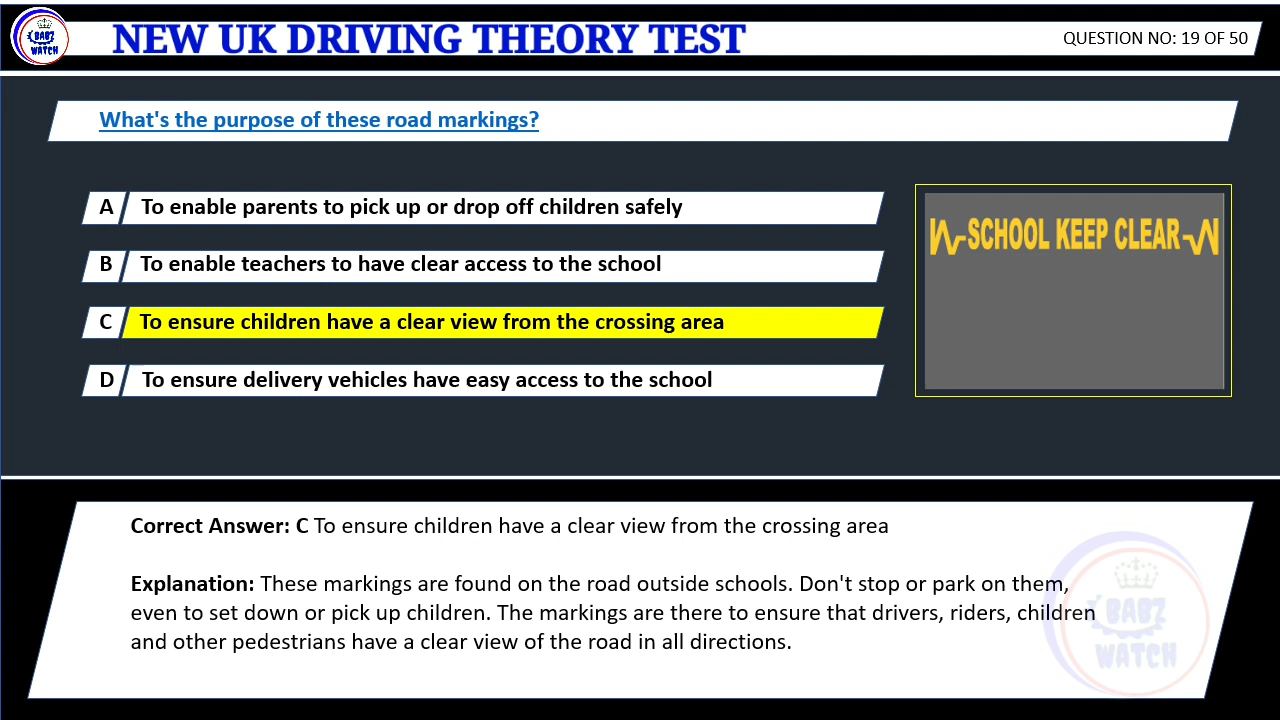 BABZ
WATCH
NEW UK DRIVING THEORY TEST
QUESTION NO: 19 OF 50
What's the purpose of these road markings?
A To enable parents to pick up or drop off children safely
B To enable teachers to have clear access to the school
C To ensure children have a clear view from the crossing area
D To ensure delivery vehicles have easy access to the school
SCHOOL KEEP CLEAR
Correct Answer: C To ensure children have a clear view from the crossing area
Explanation: These markings are found on the road outside schools. Don't stop or park on them,
even to set down or pick up children. The markings are there to ensure that drivers, riders, children
and other pedestrians have a clear view of the road in all directions.
BABZ
WATCH